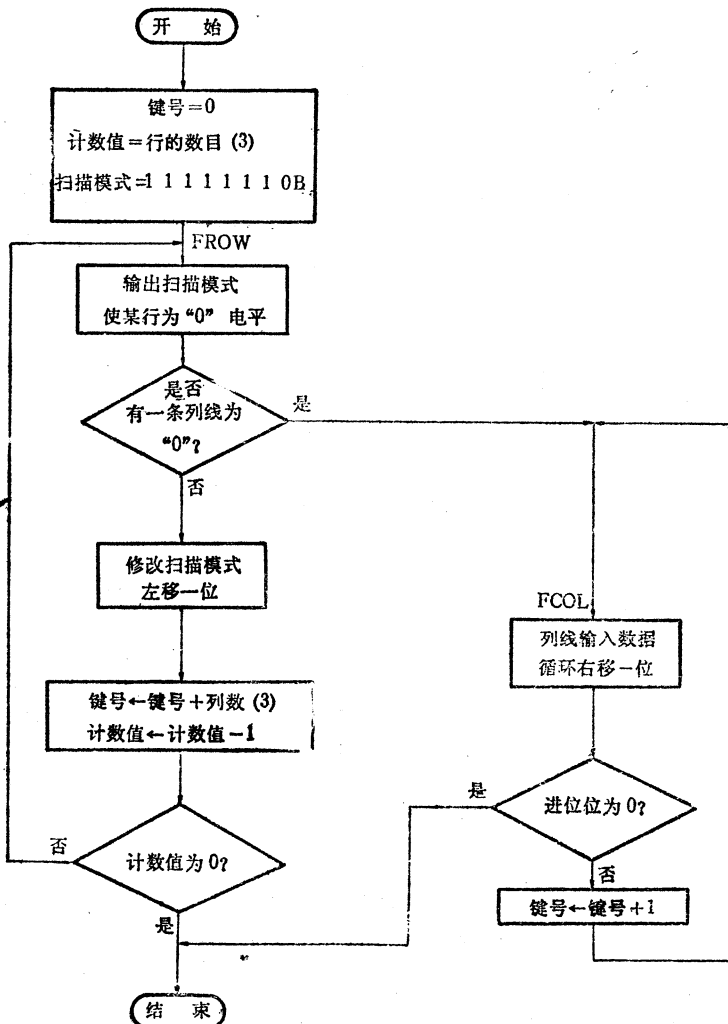 开 始
键号=0
计数值=行的数目(3)
扫描模式=1 1 1 1 1 1 1 0B
FROW
输出扫描模式
使某行为“0” 电平
是否
有一条列线为
“0”?
是
否
修改扫描模式
左移一位
键号←键号+列数(3)
计数值←计数值-1
计数值为0?
否
是
结 束
FCOL
列线输入数据
循环右移一位
进位位为0?
是
否
键号←键号+1